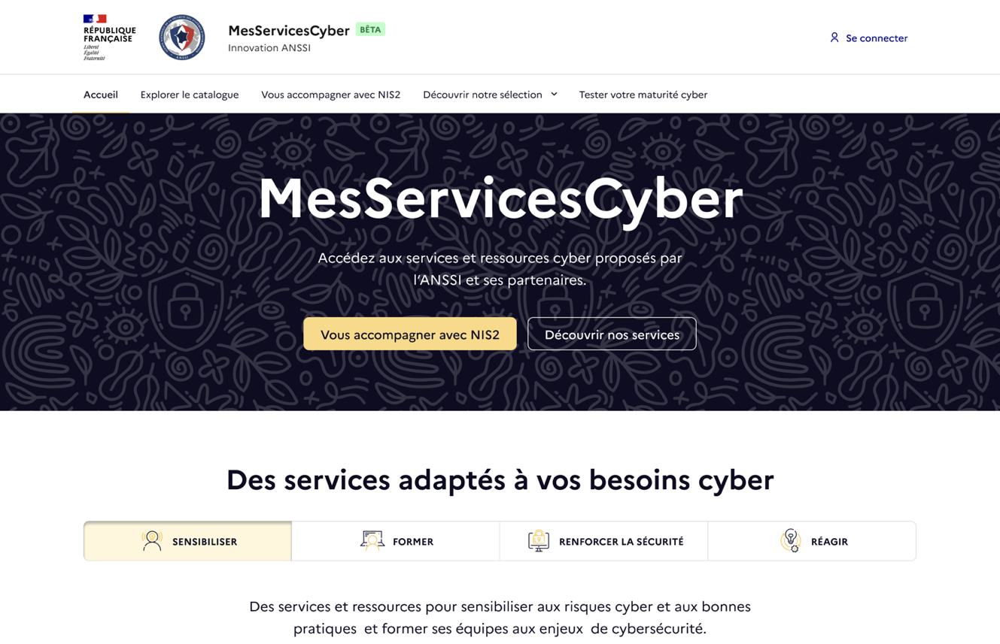 RÉPUBLIQUE
FRANÇAISE
Liberté
Égalité
Fraternité
MesServicesCyber BÊTA
Innovation ANSSI
Se connecter
Accueil Explorer le catalogue Vous accompagner avec NIS2 Découvrir notre sélection Tester votre maturité cyber
MesServicesCyber
Accédez aux services et ressources cyber proposés par
l'ANSSI et ses partenaires.
Vous accompagner avec NIS2 Découvrir nos services
Des services adaptés à vos besoins cyber
SENSIBILISER FORMER RENFORCER LA SÉCURITÉ RÉAGIR
Des services et ressources pour sensibiliser aux risques cyber et aux bonnes
pratiques et former ses équipes aux enjeux de cybersécurité.